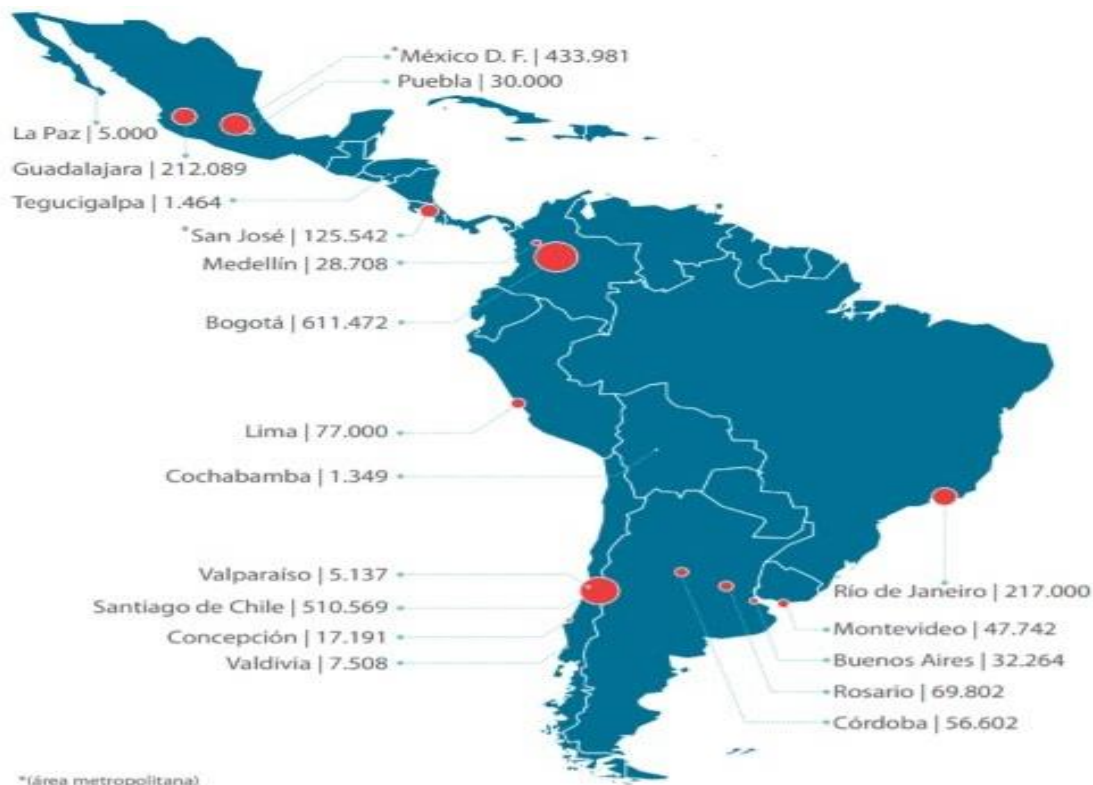 *México D. F. | 433.981
Puebla | 30.000
La Paz | 5.000
Guadalajara | 212.089
Tegucigalpa | 1.464
*San José | 125.542
Medellín | 28.708
Bogotá | 611.472
Lima | 77.000
Cochabamba | 1.349
Valparaíso | 5.137
Santiago de Chile | 510.569
Concepción | 17.191
Valdivia | 7.508
Río de Janeiro | 217.000
Montevideo | 47.742
Buenos Aires | 32.264
Rosario | 69.802
Córdoba | 56.602
*(área metropolitana)